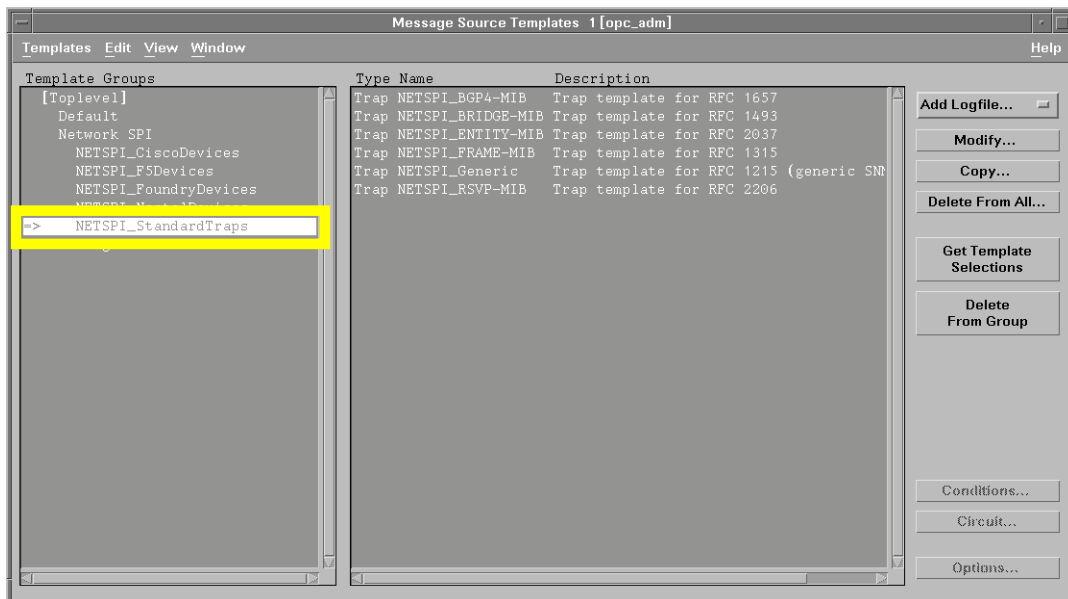 Message Source Templates 1 [opc_adm]
Templates Edit View Window Help
Template Groups
[Toplevel]
Default
Network SPI
NETSPI_CiscoDevices
NETSPI_F5Devices
NETSPI_FoundryDevices
=> NETSPI_StandardTraps
Type Name Description
Trap NETSPI_BGP4-MIB Trap template for RFC 1657
Trap NETSPI_BRIDGE-MIB Trap template for RFC 1493
Trap NETSPI_ENTITY-MIB Trap template for RFC 2037
Trap NETSPI_FRAME-MIB Trap template for RFC 1315
Trap NETSPI_Generic Trap template for RFC 1215 (generic SNM
Trap NETSPI_RSVP-MIB Trap template for RFC 2206
Add Logfile...
Modify...
Copy...
Delete From All...
Get Template
Selections
Delete
From Group
Conditions...
Circuit...
Options...